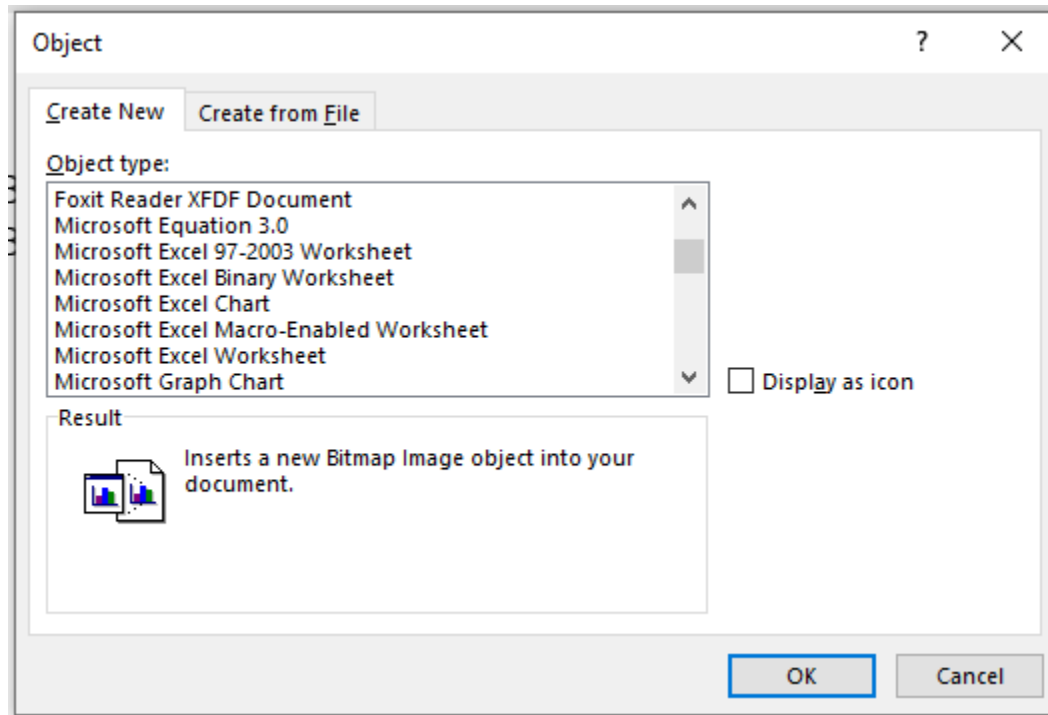 Object
?
Create New
Create from File
Object type:
Foxit Reader XFDF Document
Microsoft Equation 3.0
Microsoft Excel 97-2003 Worksheet
Microsoft Excel Binary Worksheet
Microsoft Excel Chart
Microsoft Excel Macro-Enabled Worksheet
Microsoft Excel Worksheet
Microsoft Graph Chart
Display as icon
Result
Inserts a new Bitmap Image object into your
document.
OK
Cancel